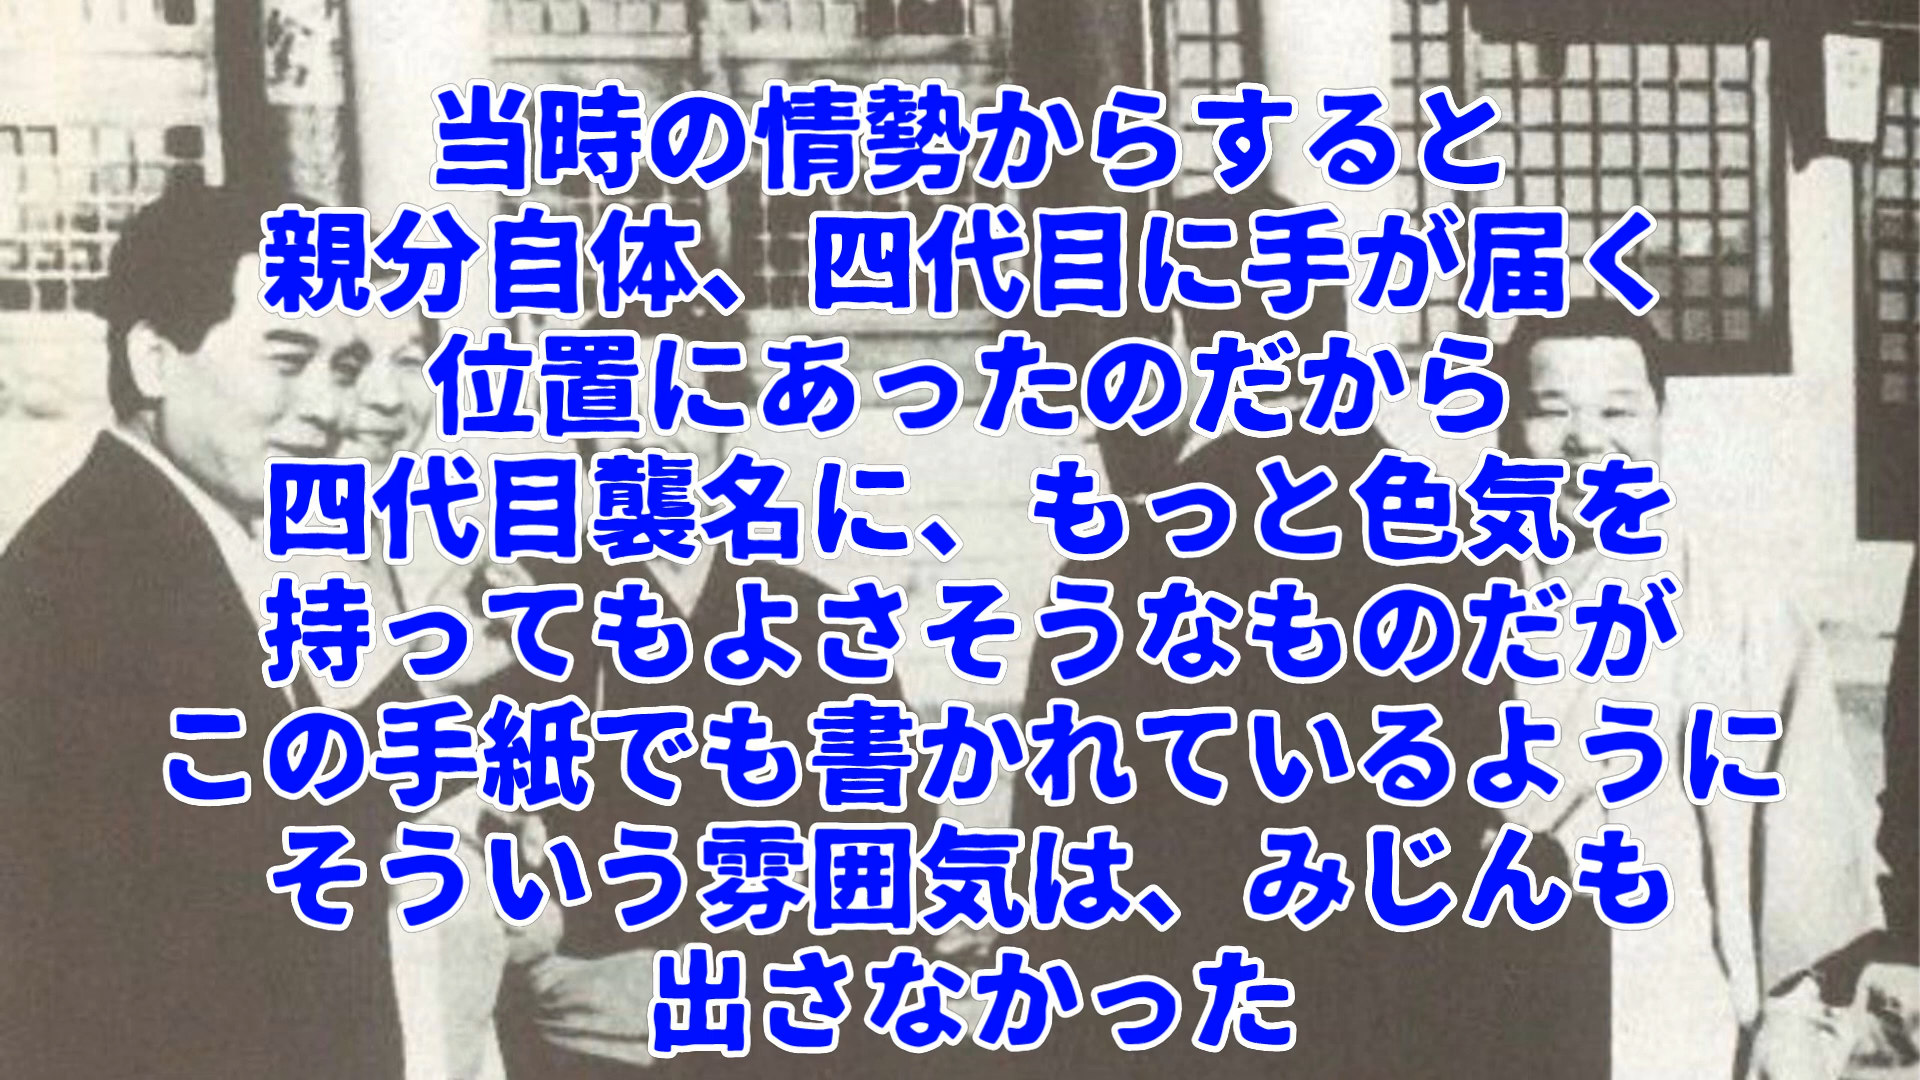 当時の情勢からすると
親分自体、四代目に手が届く
位置にあったのだから
四代目襲名に、もっと色気を
持ってもよさそうなものだが
この手紙でも書かれているように
そういう雰囲気は、みじんも
出さなかった